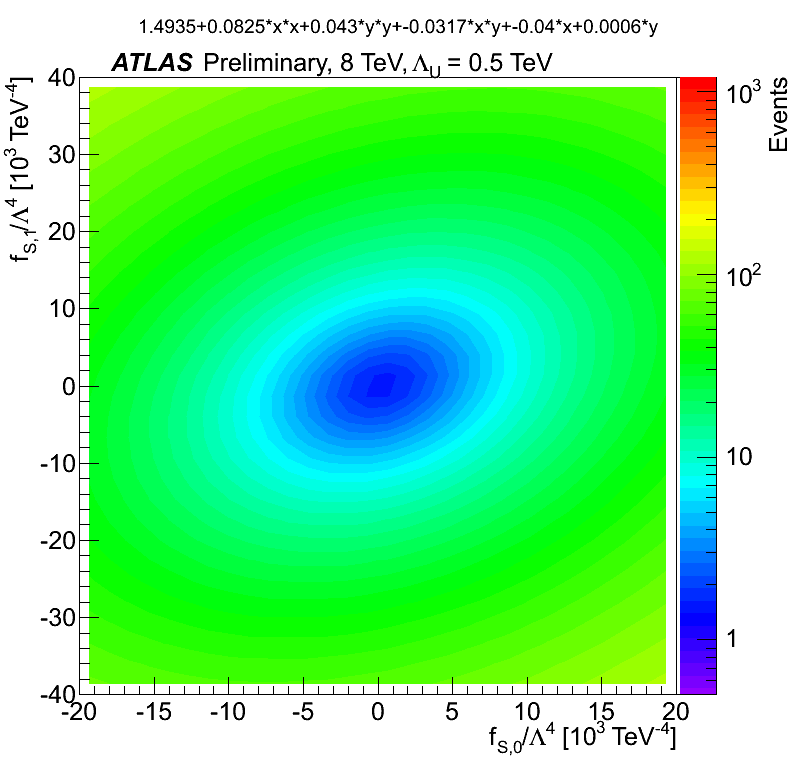 1.4935+0.0825*x*x+0.043*y*y+-0.0317*x*y+-0.04*x+0.0006*y
ATLAS Preliminary, 8 TeV, Λ_U = 0.5 TeV
f_S,1/Λ^4 [10^3 TeV^-4]
40
30
20
10
0
-10
-20
-30
-40
-20 -15 -10 -5 0 5 10 15 20
f_S,0/Λ^4 [10^3 TeV^-4]
10^3
10^2
10
1
Events